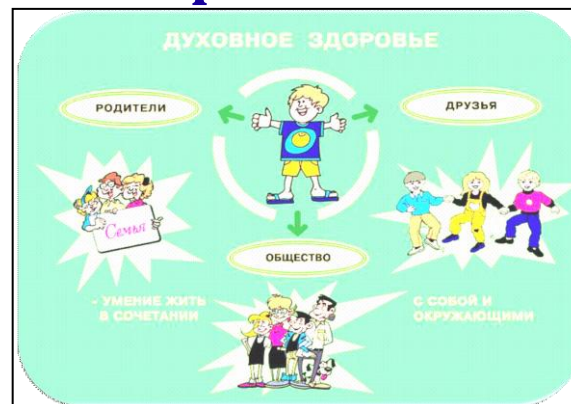 ДУХОВНОЕ ЗДОРОВЬЕ
РОДИТЕЛИ
ДРУЗЬЯ
Семья
ОБЩЕСТВО
- УМЕНИЕ ЖИТЬ
В СОЧЕТАНИИ
С СОБОЙ И
ОКРУЖАЮЩИМИ